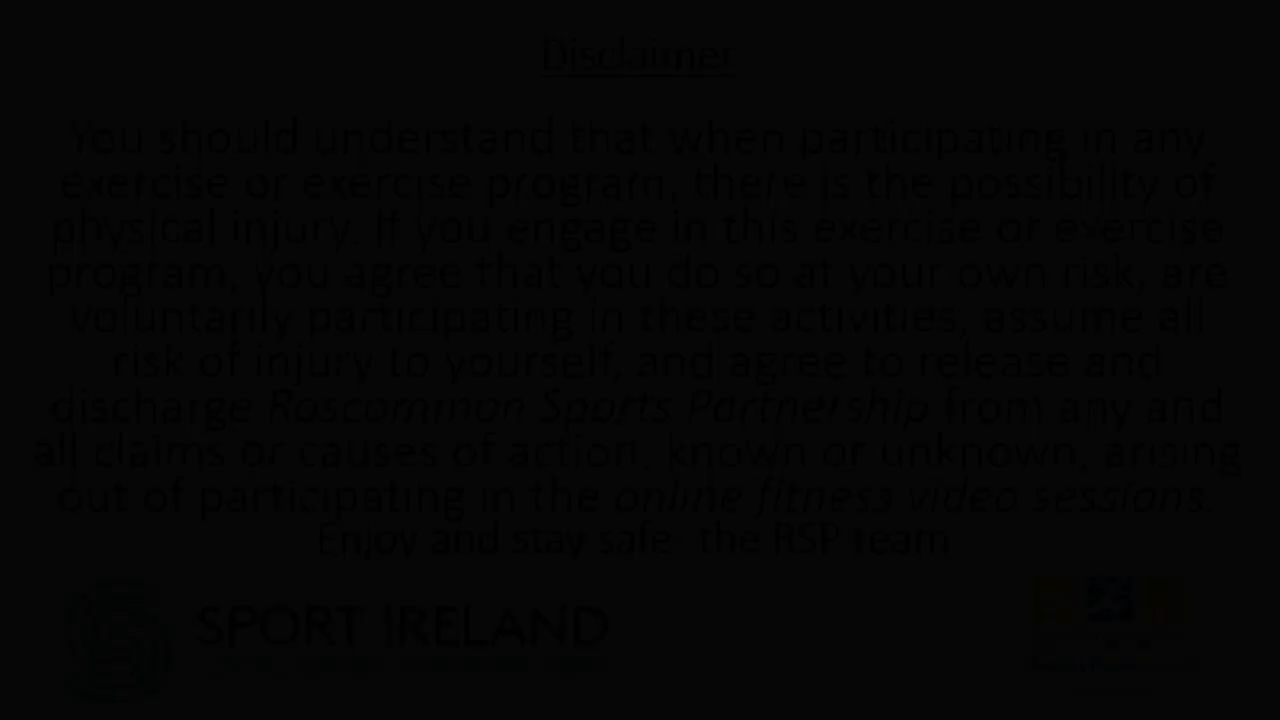 Disclaimer
You should understand that when participating in any
exercise or exercise program, there is the possibility of
physical injury. If you engage in this exercise or exercise
program, you agree that you do so at your own risk, are
voluntarily participating in these activities, assume all
risk of injury to yourself, and agree to release and
discharge Roscommon Sports Partnership from any and
all claims or causes of action, known or unknown, arising
out of participating in the online fitness video sessions.
Enjoy and stay safe the RSP team
SPORT IRELAND